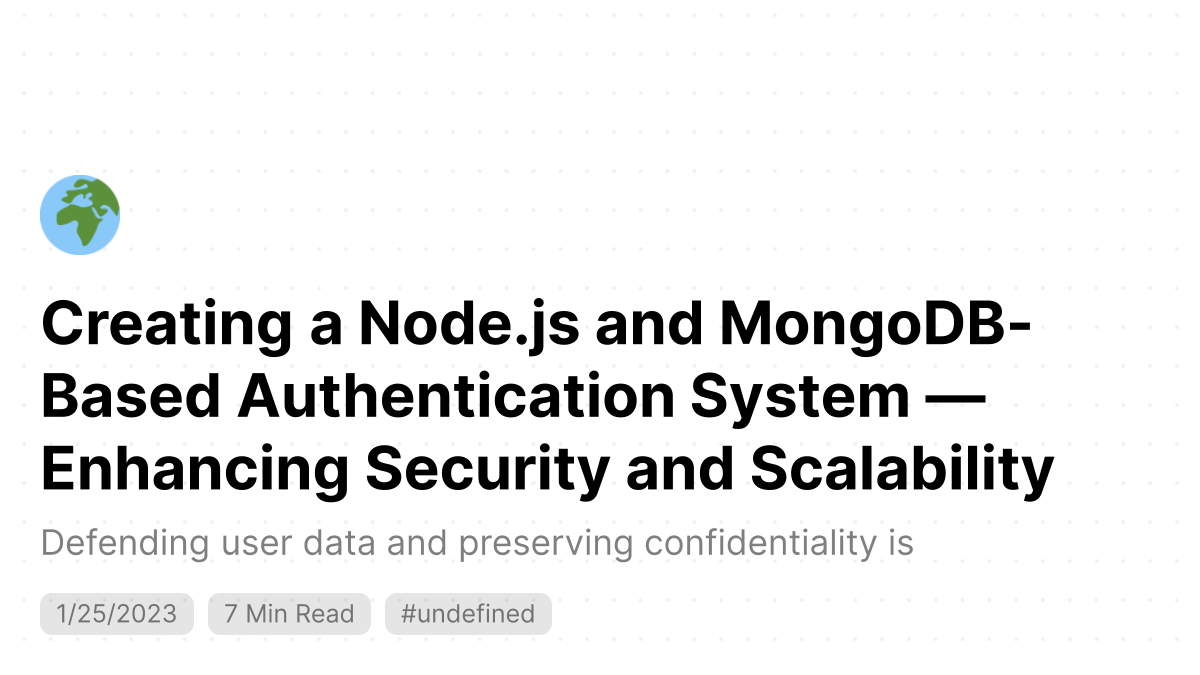 Creating a Node.js and MongoDB-
Based Authentication System —
Enhancing Security and Scalability
Defending user data and preserving confidentiality is
1/25/2023 7 Min Read #undefined